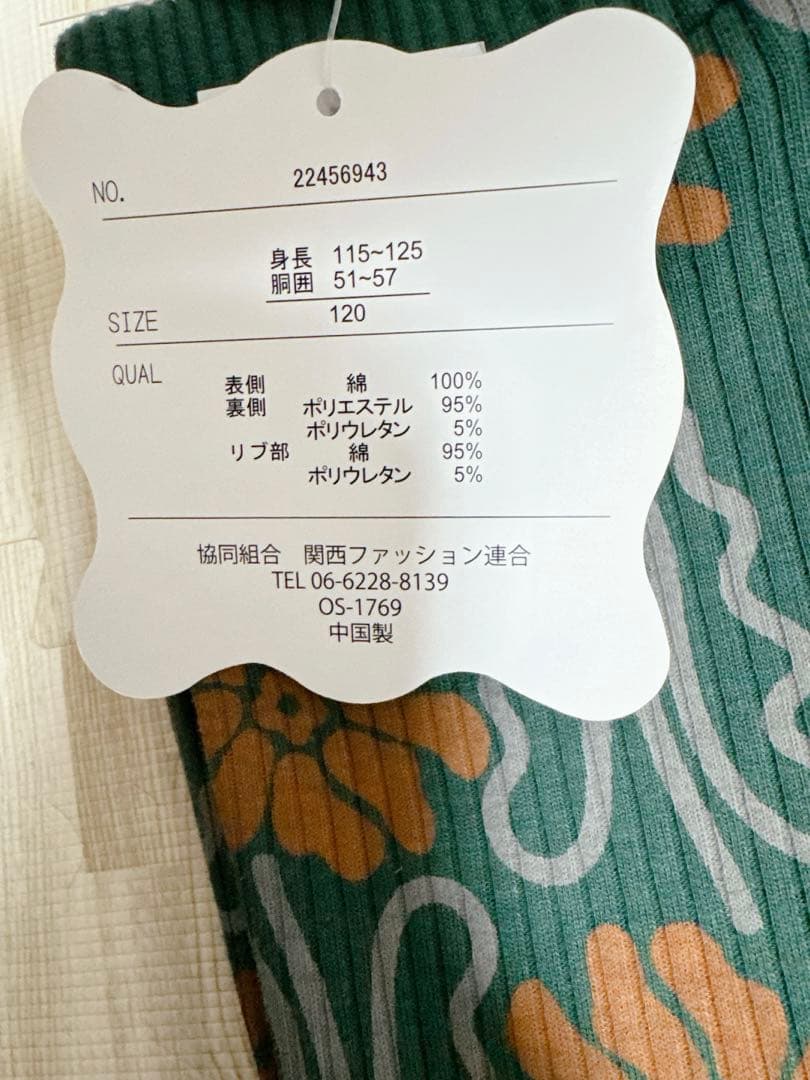 NO. 22456943
身長 115~125
胴囲 51~57
SIZE 120
QUAL 表側 綿 100%
裏側 ポリエステル 95%
ポリウレタン 5%
リブ部 綿 95%
ポリウレタン 5%
協同組合 関西ファッション連合
TEL 06-6228-8139
OS-1769
中国製